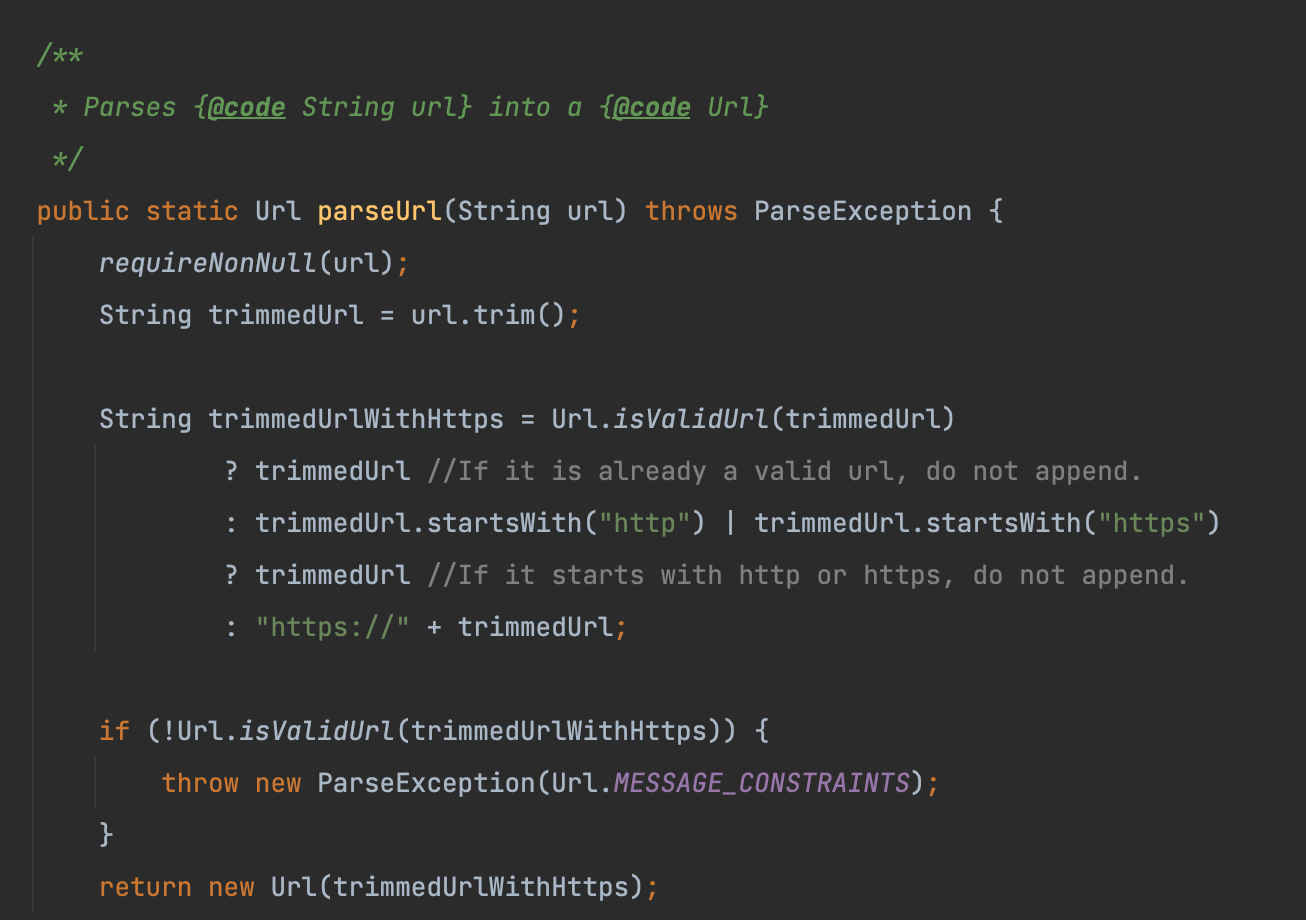 /**
 * Parses {@code String url} into a {@code Url}
 */
public static Url parseUrl(String url) throws ParseException {
    requireNonNull(url);
    String trimmedUrl = url.trim();

    String trimmedUrlWithHttps = Url.isValidUrl(trimmedUrl)
            ? trimmedUrl //If it is already a valid url, do not append.
            : trimmedUrl.startsWith("http") | trimmedUrl.startsWith("https")
            ? trimmedUrl //If it starts with http or https, do not append.
            : "https://" + trimmedUrl;

    if (!Url.isValidUrl(trimmedUrlWithHttps)) {
        throw new ParseException(Url.MESSAGE_CONSTRAINTS);
    }
    return new Url(trimmedUrlWithHttps);